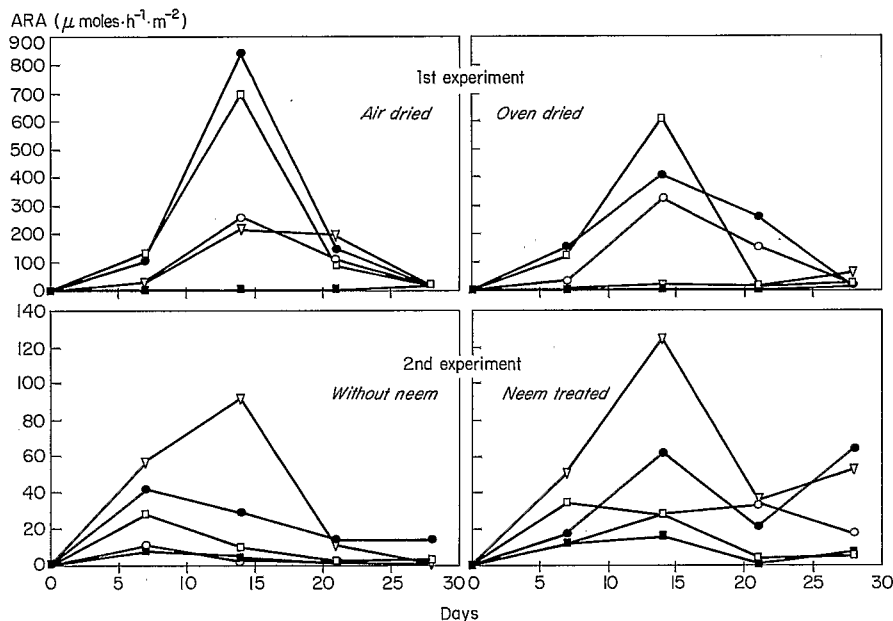 ARA (μ moles·h⁻¹·m⁻²)
900
800
700
600
500
400
300
200
100
0
1st experiment
Air dried
Oven dried
140
120
100
80
60
40
20
0
2nd experiment
Without neem
Neem treated
0 5 10 15 20 25 30 0 5 10 15 20 25 30
Days